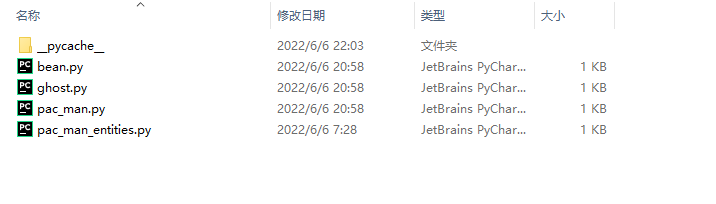 名称 修改日期 类型 大小
__pycache__ 2022/6/6 22:03 文件夹
bean.py 2022/6/6 20:58 JetBrains PyChar... 1 KB
ghost.py 2022/6/6 20:58 JetBrains PyChar... 1 KB
pac_man.py 2022/6/6 20:58 JetBrains PyChar... 1 KB
pac_man_entities.py 2022/6/6 7:28 JetBrains PyChar... 1 KB